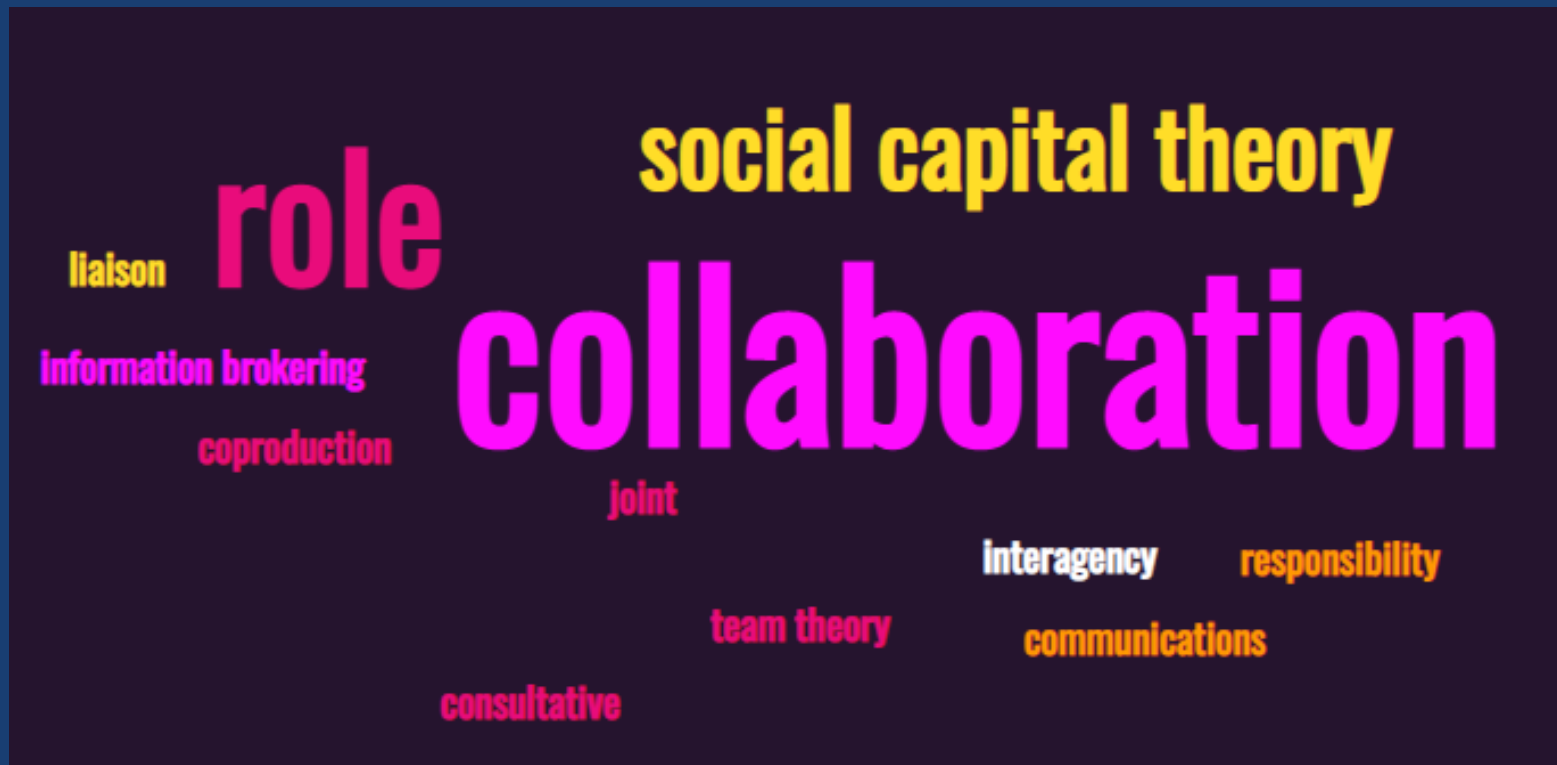 social capital theory
role
liaison
collaboration
information brokering
coproduction
joint
interagency
responsibility
team theory
communications
consultative